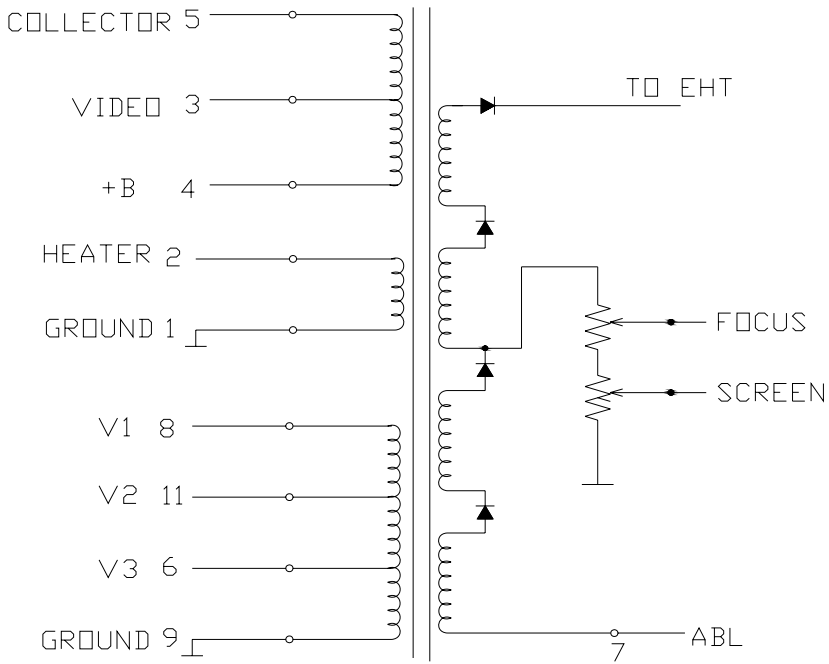 COLLECTOR 5
VIDEO 3
+B 4
HEATER 2
GROUND 1
V1 8
V2 11
V3 6
GROUND 9
TO EHT
FOCUS
SCREEN
ABL
7